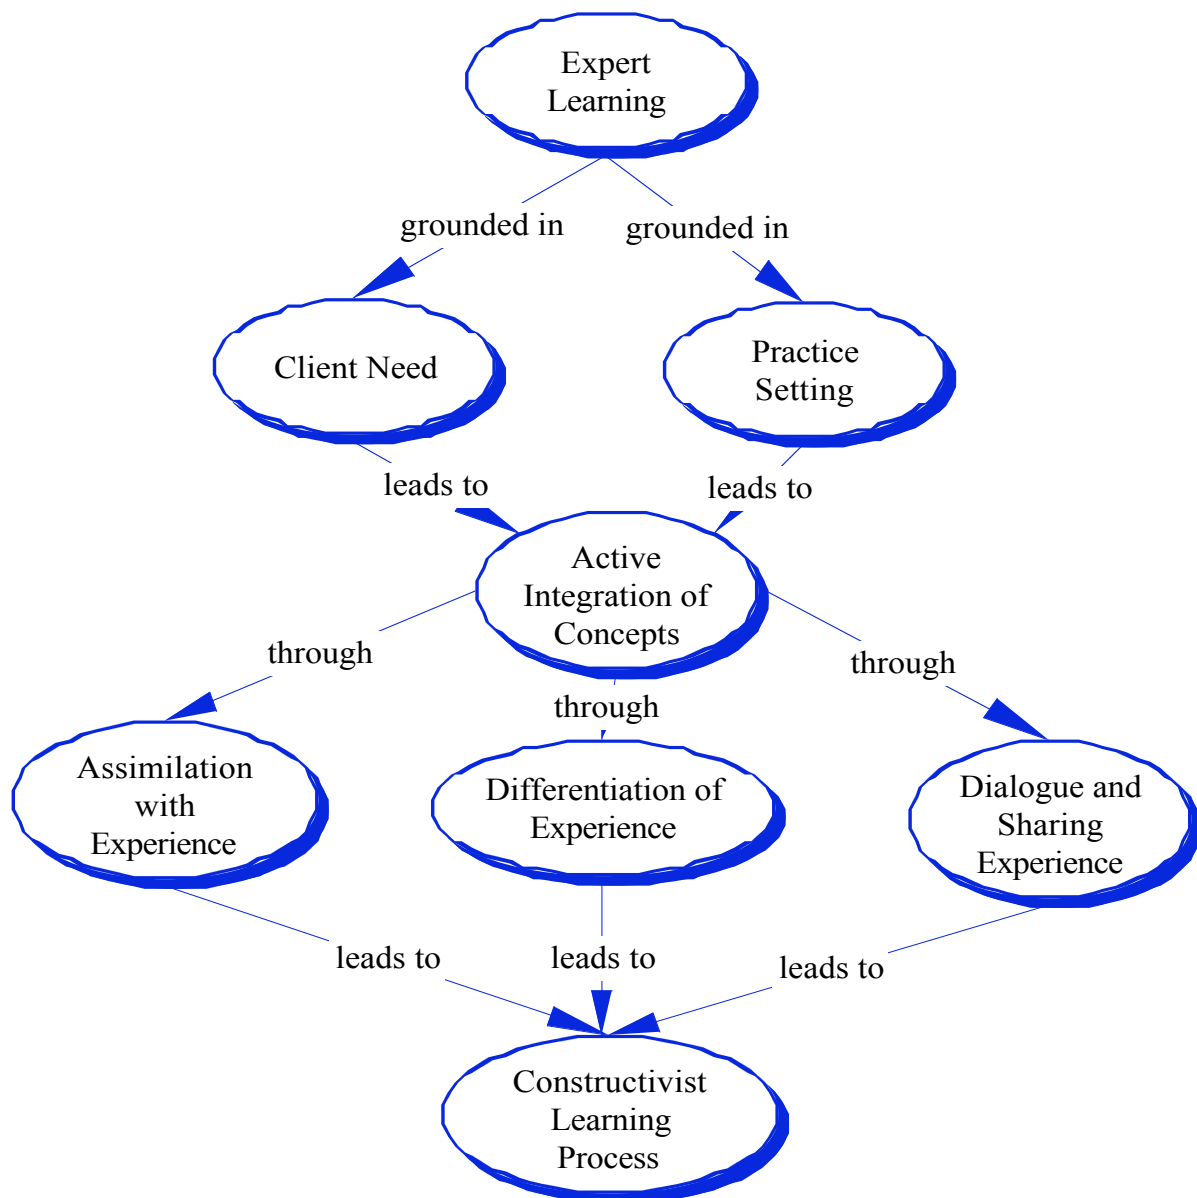 Expert
Learning
grounded in
grounded in
Client Need
Practice
Setting
leads to
leads to
Active
Integration of
Concepts
through
through
through
Assimilation
with
Experience
Differentiation of
Experience
Dialogue and
Sharing
Experience
leads to
leads to
leads to
Constructivist
Learning
Process